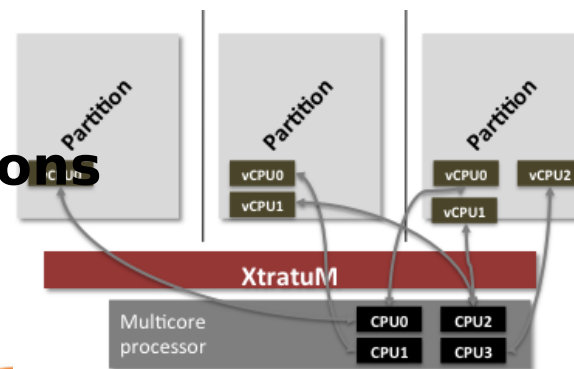 Partition
Partition
Partition
ons
vCPU0
vCPU0
vCPU2
vCPU1
vCPU1
XtratuM
Multicore
processor
CPU0
CPU2
CPU1
CPU3